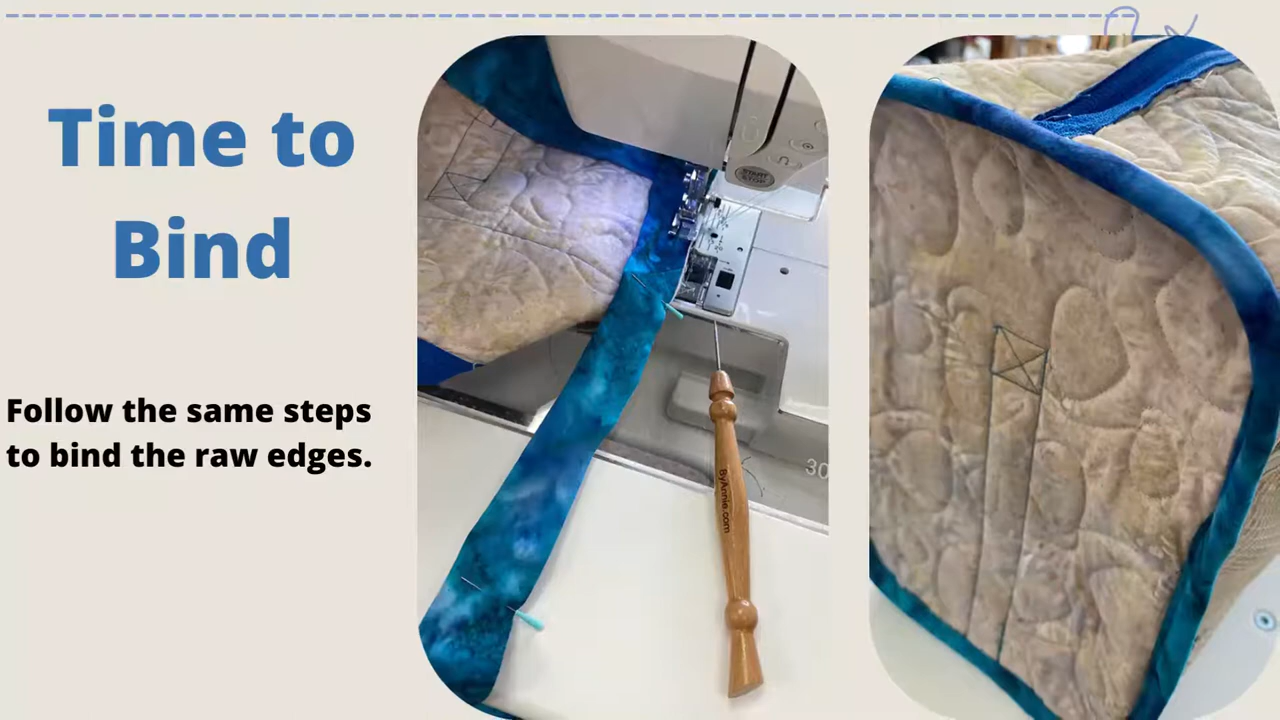 Time to
Bind
Follow the same steps
to bind the raw edges.
START
STOP
ByAnnie.com
30